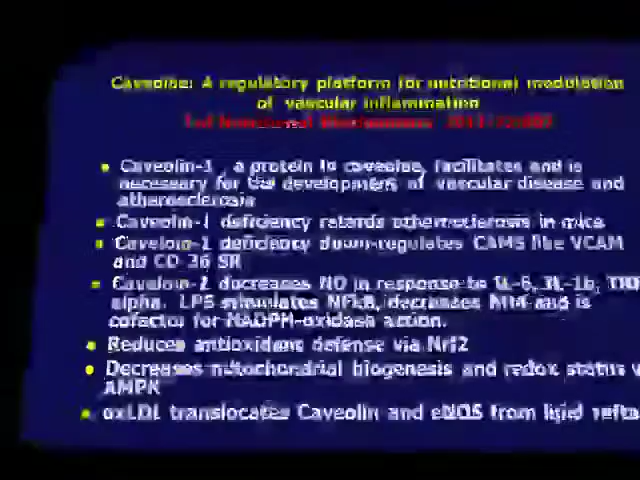 Caveolae: A regulatory platform for nutritional modulation
of vascular inflammation
• Caveolin-1, a protein in caveolae, facilitates and is
necessary for the development of vascular disease and
atherosclerosis
• Caveolin-1 deficiency retards atherosclerosis in mice
• Caveolin-1 deficiency down-regulates CAMS like VCAM
and CD 36 SR
• Caveolin-1 decreases NO in response to IL-6, IL-1b,
alpha. LPS stimulates NFkB, decreases and is
cofactor for NADPH-oxidase action.
• Reduces antioxidant defense via Nrf2
• Decreases mitochondrial biogenesis and redox status
AMPK
• oxLDL translocates Caveolin and eNOS from lipid